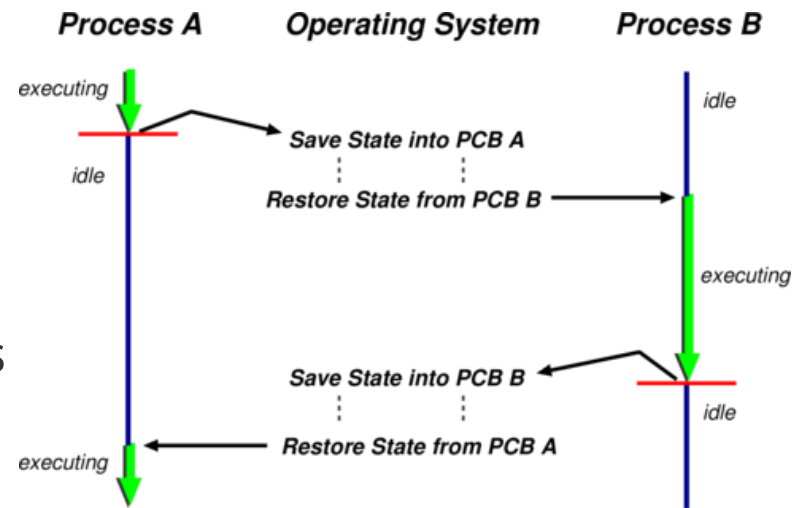 Process A Operating System Process B
executing
idle
Save State into PCB A
idle
Restore State from PCB B
executing
s
Save State into PCB B
idle
Restore State from PCB A
executing